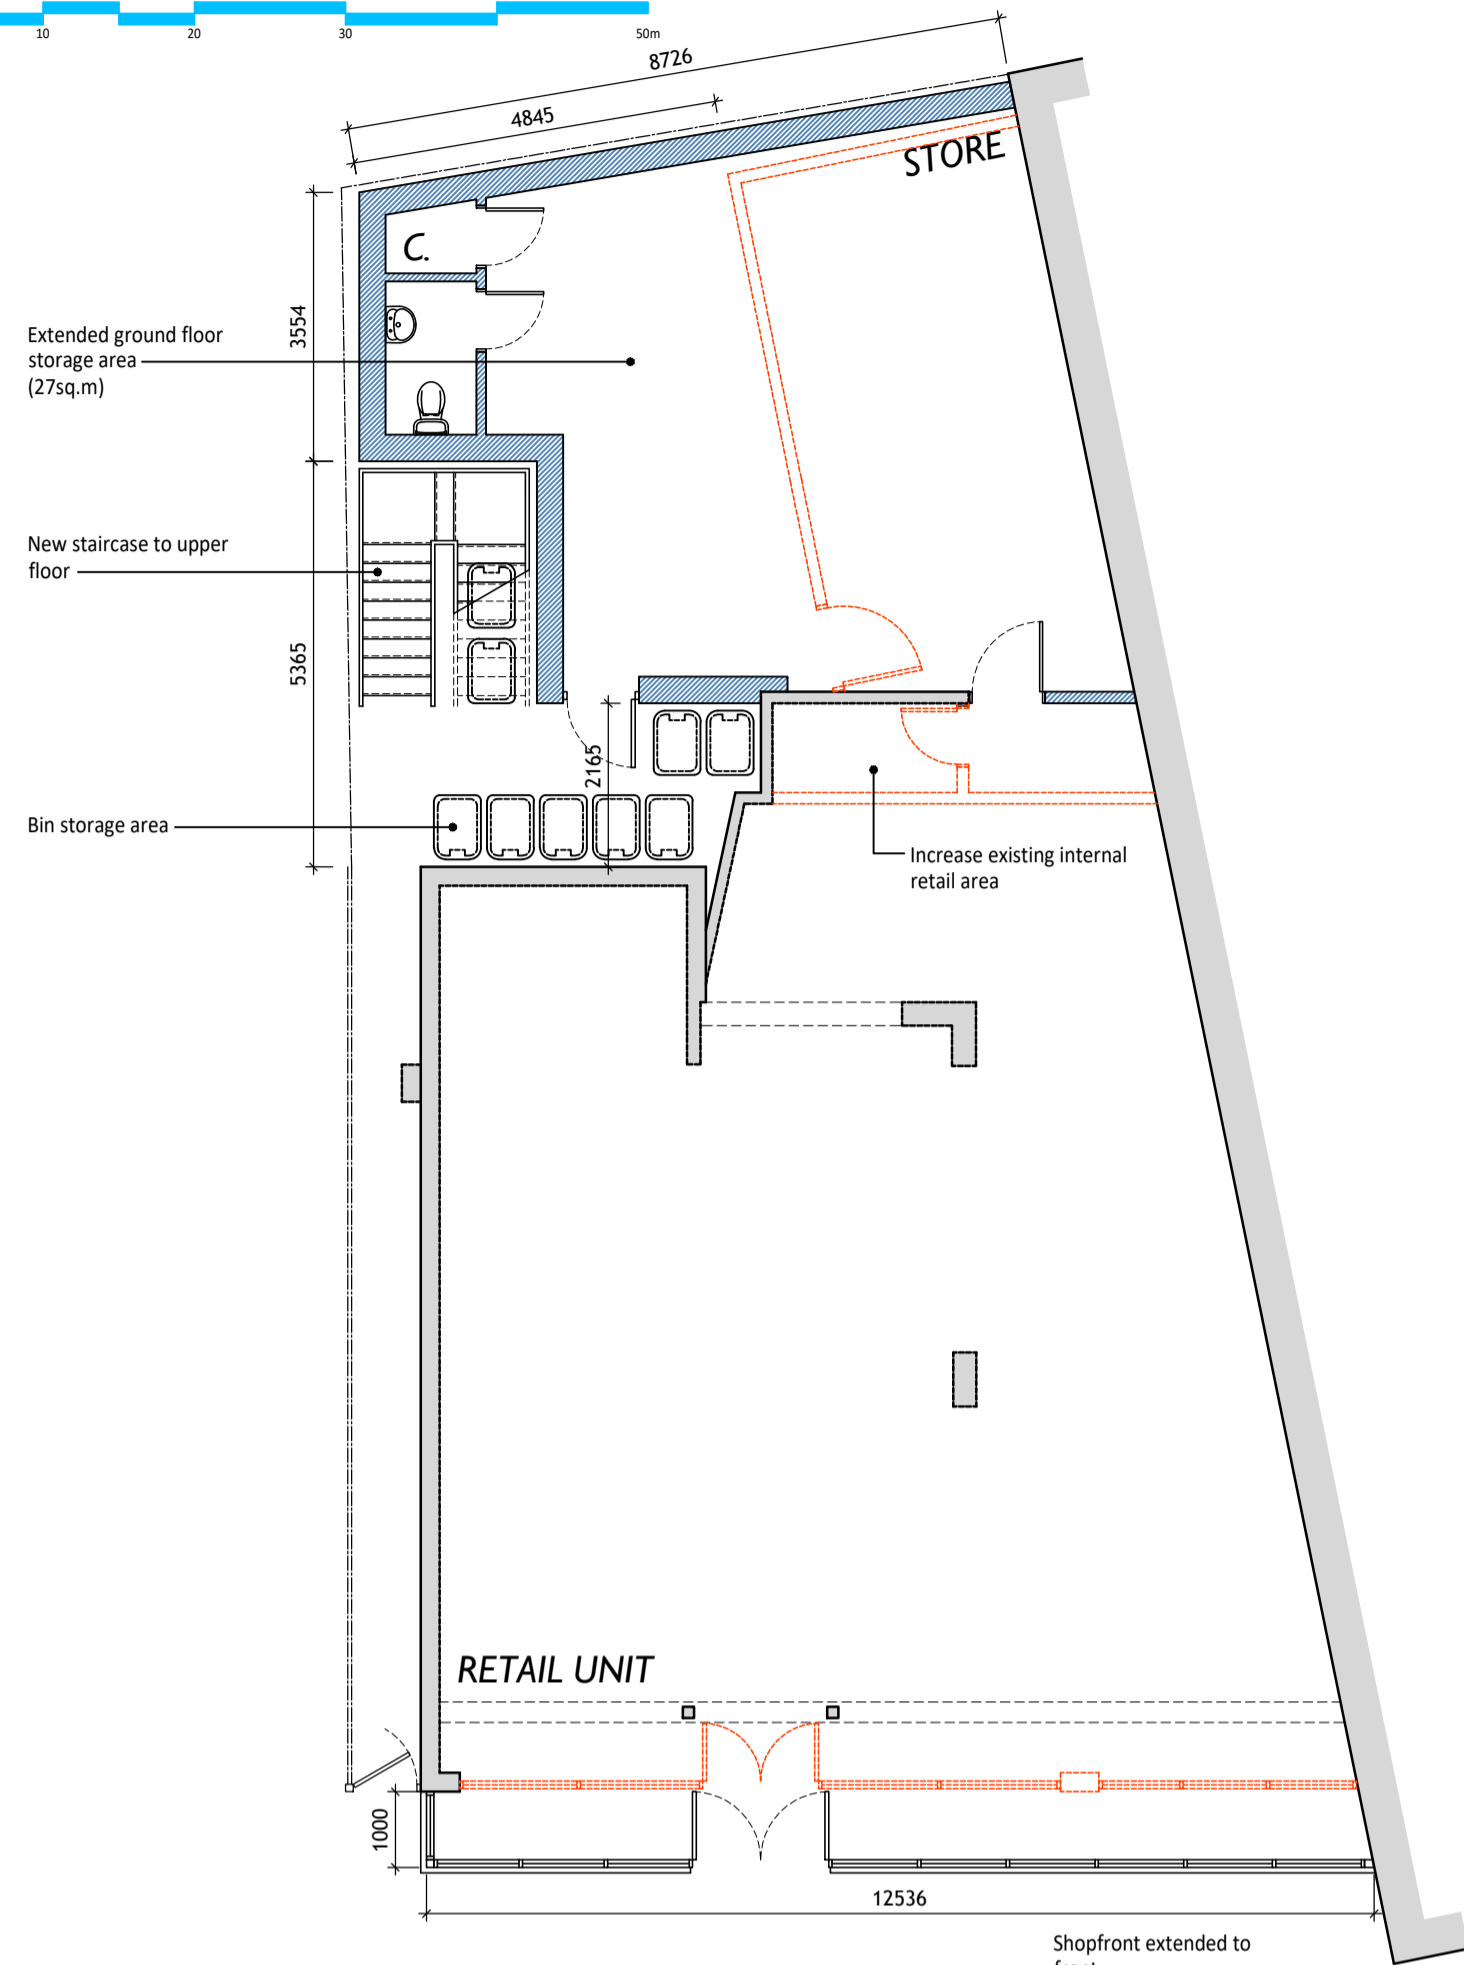 10 20 30 50m
8726
4845
STORE
C.
3554
Extended ground floor
storage area
(27sq.m)
New staircase to upper
floor
5365
2165
Bin storage area
Increase existing internal
retail area
RETAIL UNIT
1000
12536
Shopfront extended to